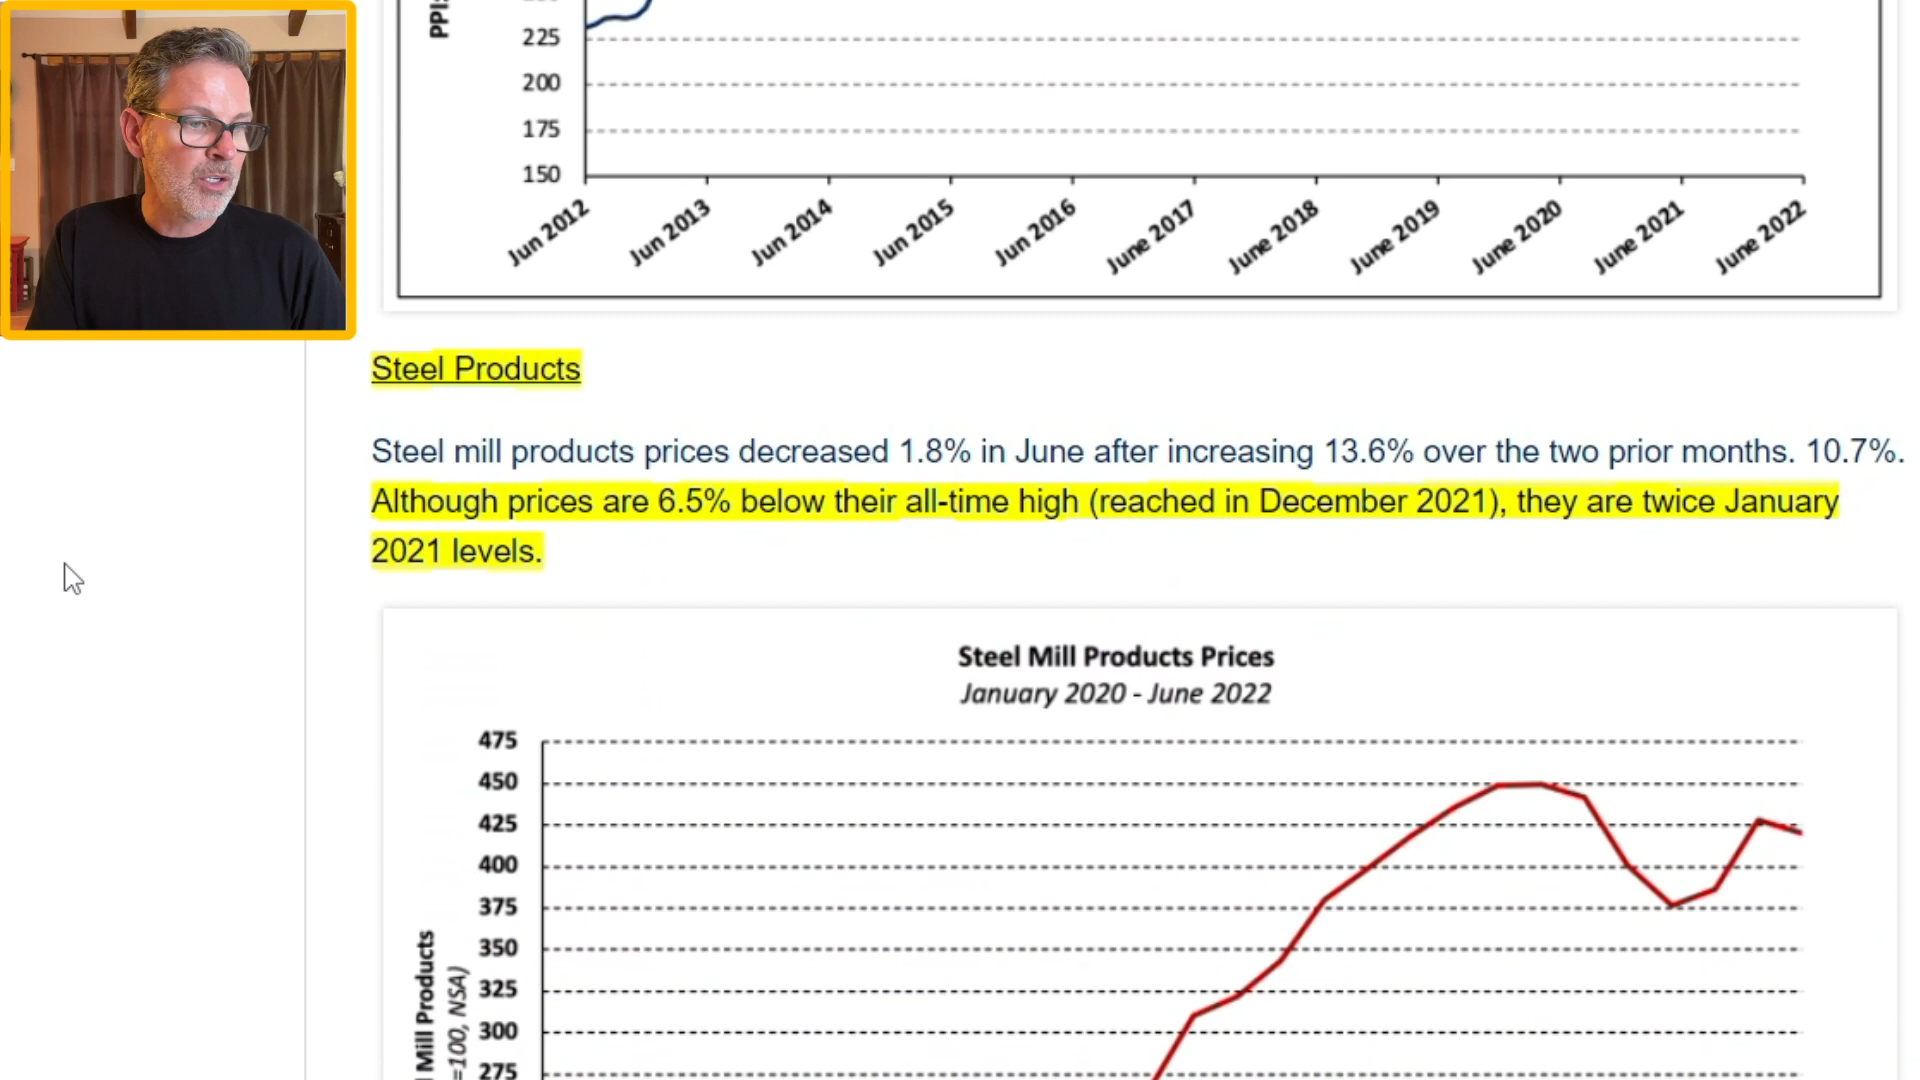 PPI:
225
200
175
150
Jun 2012
Jun 2013
Jun 2014
Jun 2015
Jun 2016
June 2017
June 2018
June 2019
June 2020
June 2021
June 2022
Steel Products
Steel mill products prices decreased 1.8% in June after increasing 13.6% over the two prior months. 10.7%.
Although prices are 6.5% below their all-time high (reached in December 2021), they are twice January
2021 levels.
Steel Mill Products Prices
January 2020 - June 2022
475
450
425
400
375
350
325
300
275
Mill Products
=100, NSA)